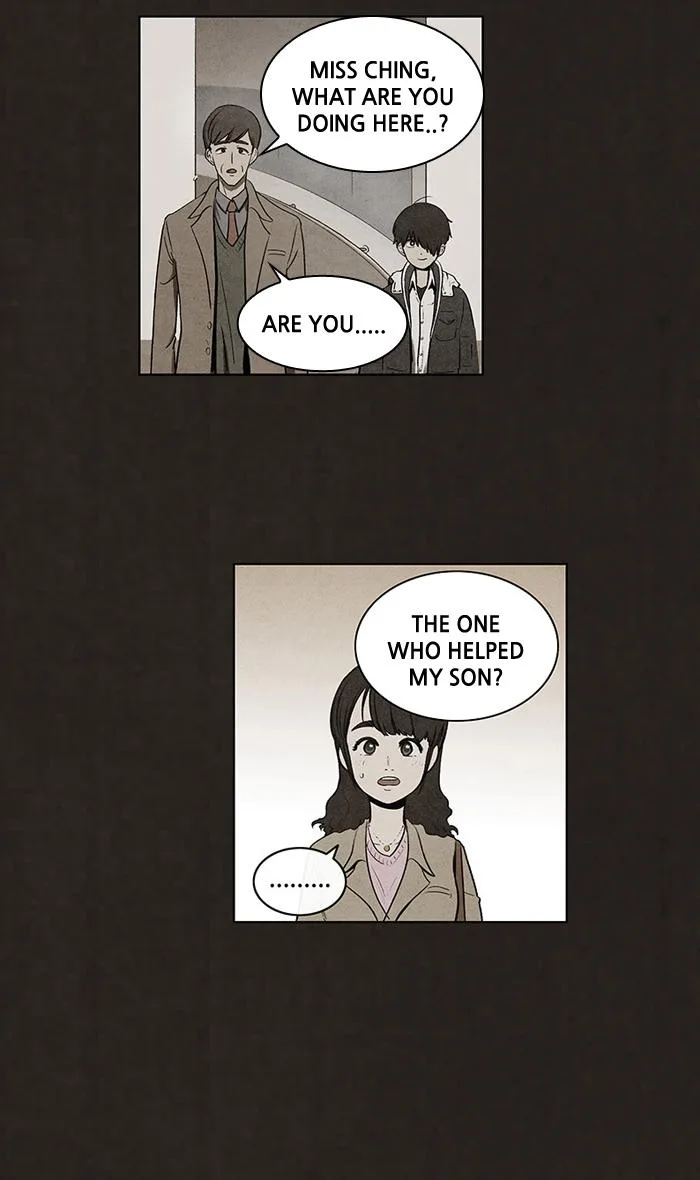 MISS CHING,
WHAT ARE YOU
DOING HERE..?
ARE YOU.....
THE ONE
WHO HELPED
MY SON?
.........